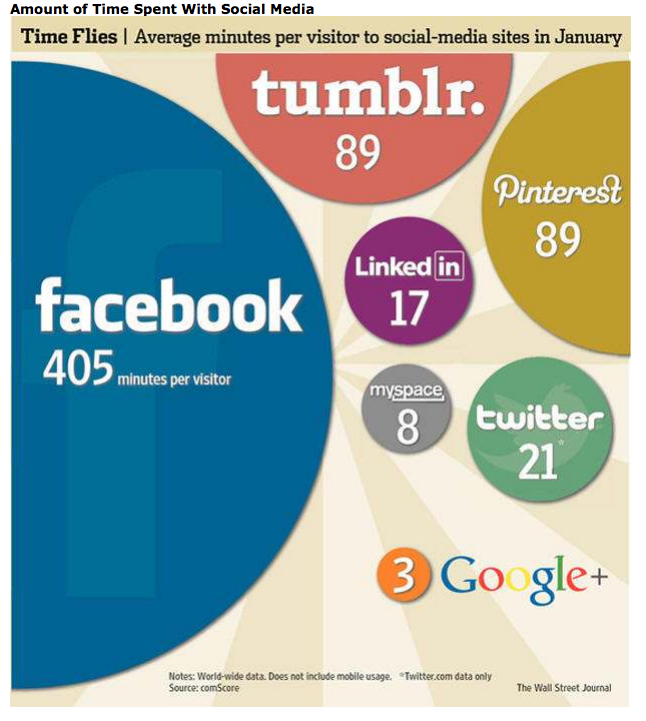 Amount of Time Spent With Social Media
Time Flies | Average minutes per visitor to social-media sites in January
tumblr.
89
Pinterest
89
Linked in
17
facebook
405 minutes per visitor
myspace
8
twitter
21*
3 Google+
Notes: World-wide data. Does not include mobile usage. *Twitter.com data only
Source: comScore
The Wall Street Journal